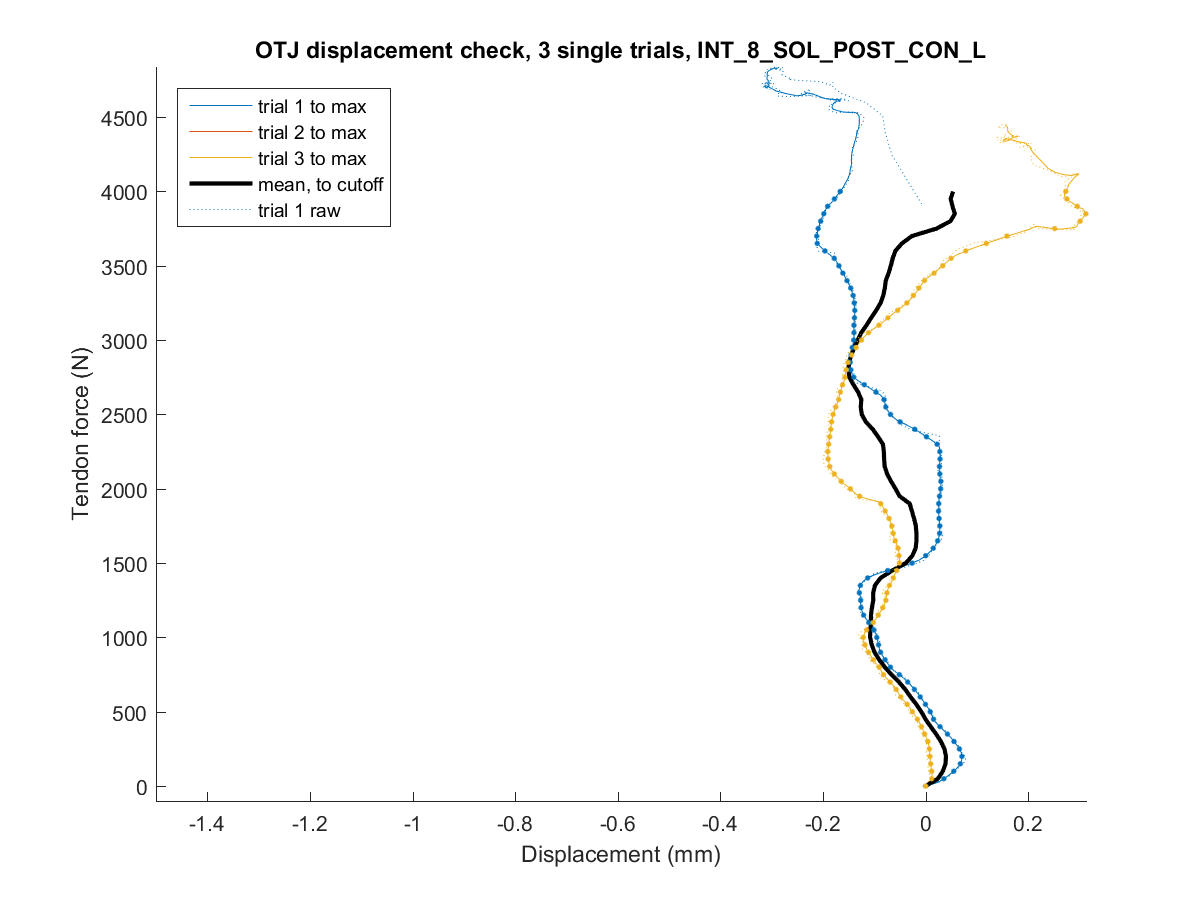 OTJ displacement check, 3 single trials, INT_8_SOL_POST_CON_L
trial 1 to max
trial 2 to max
trial 3 to max
mean, to cutoff
trial 1 raw
4500
4000
3500
3000
2500
2000
1500
1000
500
0
Tendon force (N)
-1.4 -1.2 -1 -0.8 -0.6 -0.4 -0.2 0 0.2
Displacement (mm)